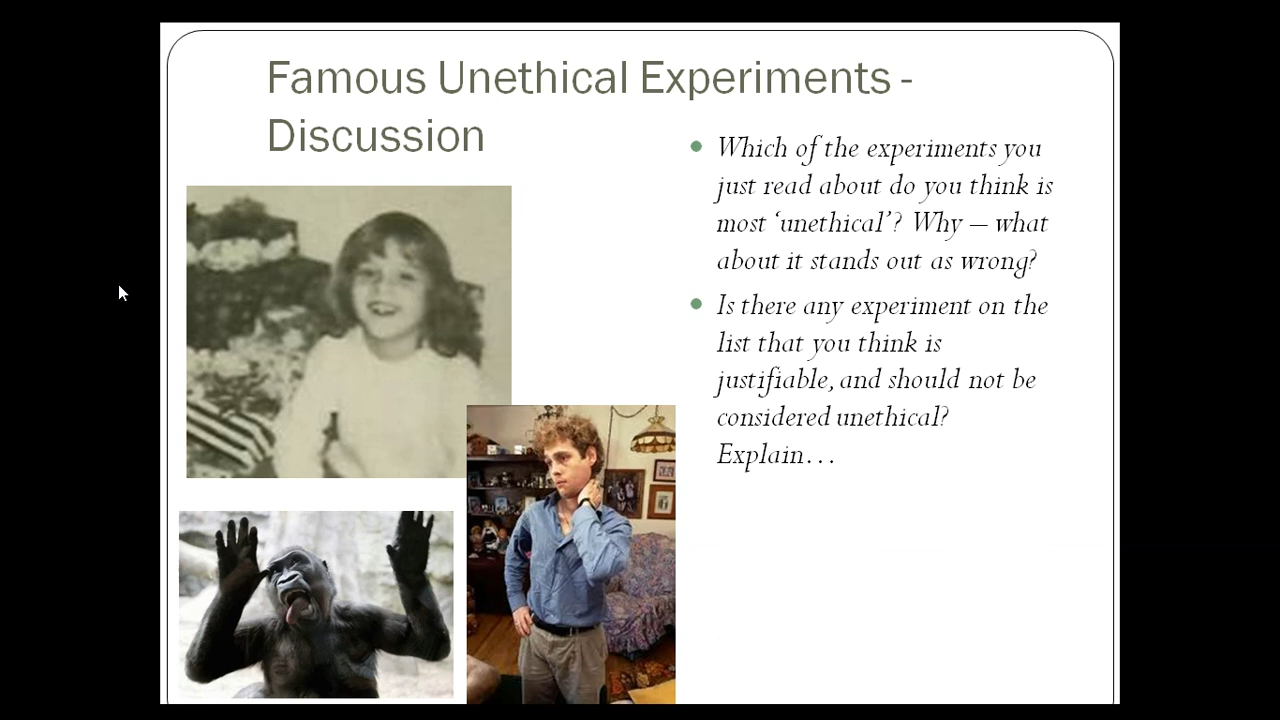 Famous Unethical Experiments -
Discussion
Which of the experiments you
just read about do you think is
most ‘unethical’? Why – what
about it stands out as wrong?
Is there any experiment on the
list that you think is
justifiable, and should not be
considered unethical?
Explain…